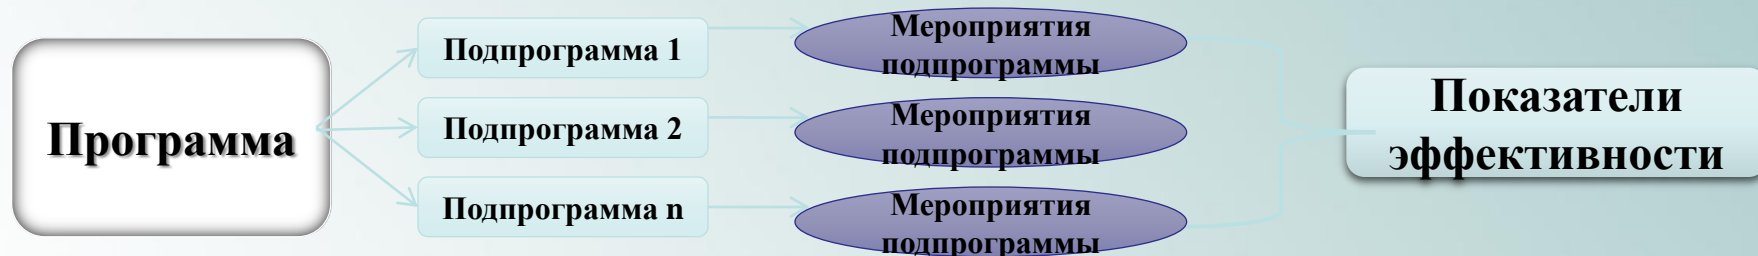 Программа
Подпрограмма 1
Подпрограмма 2
Подпрограмма n
Мероприятия
подпрограммы
Мероприятия
подпрограммы
Мероприятия
подпрограммы
Показатели
эффективности